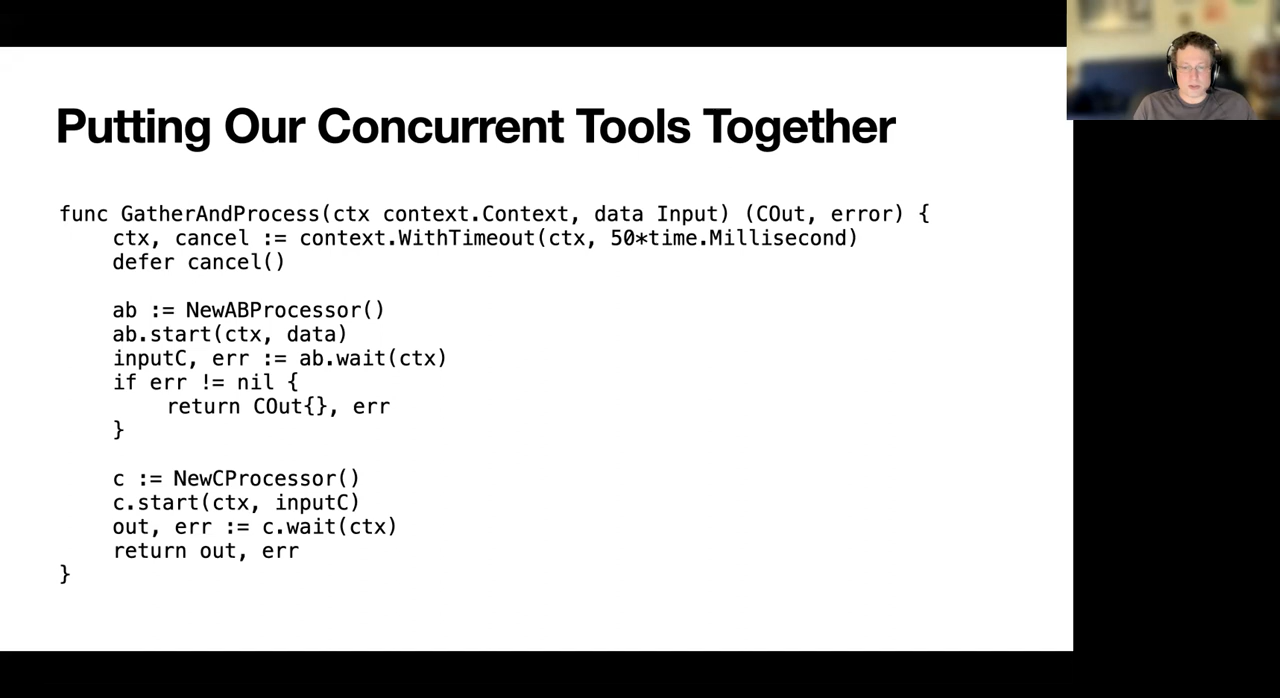 Putting Our Concurrent Tools Together
func GatherAndProcess(ctx context.Context, data Input) (COut, error) {
ctx, cancel := context.WithTimeout(ctx, 50*time.Millisecond)
defer cancel()
ab := NewABProcessor()
ab.start(ctx, data)
inputC, err := ab.wait(ctx)
if err != nil {
return COut{}, err
}
c := NewCProcessor()
c.start(ctx, inputC)
out, err := c.wait(ctx)
return out, err
}